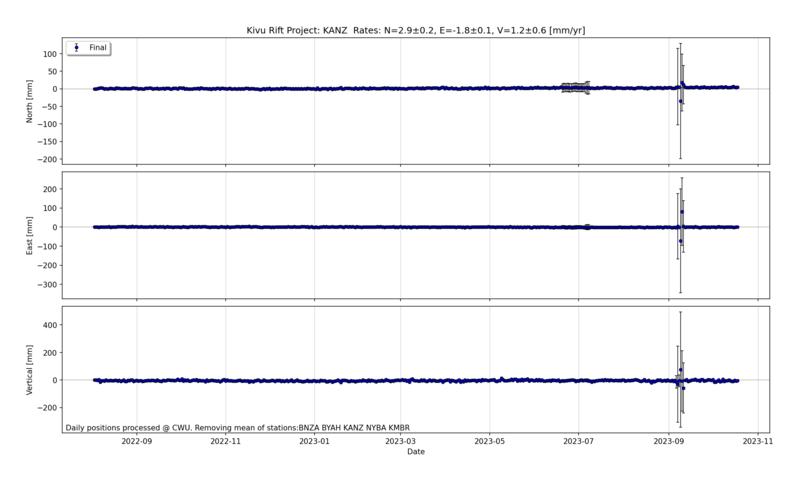 Kivu Rift Project: KANZ  Rates: N=2.9±0.2, E=-1.8±0.1, V=1.2±0.6 [mm/yr]
Final
North [mm]
100
50
0
−50
−100
−150
−200
East [mm]
200
100
0
−100
−200
−300
Vertical [mm]
400
200
0
−200
Daily positions processed @ CWU. Removing mean of stations:BNZA BYAH KANZ NYBA KMBR
2022-09 2022-11 2023-01 2023-03 2023-05 2023-07 2023-09 2023-11
Date